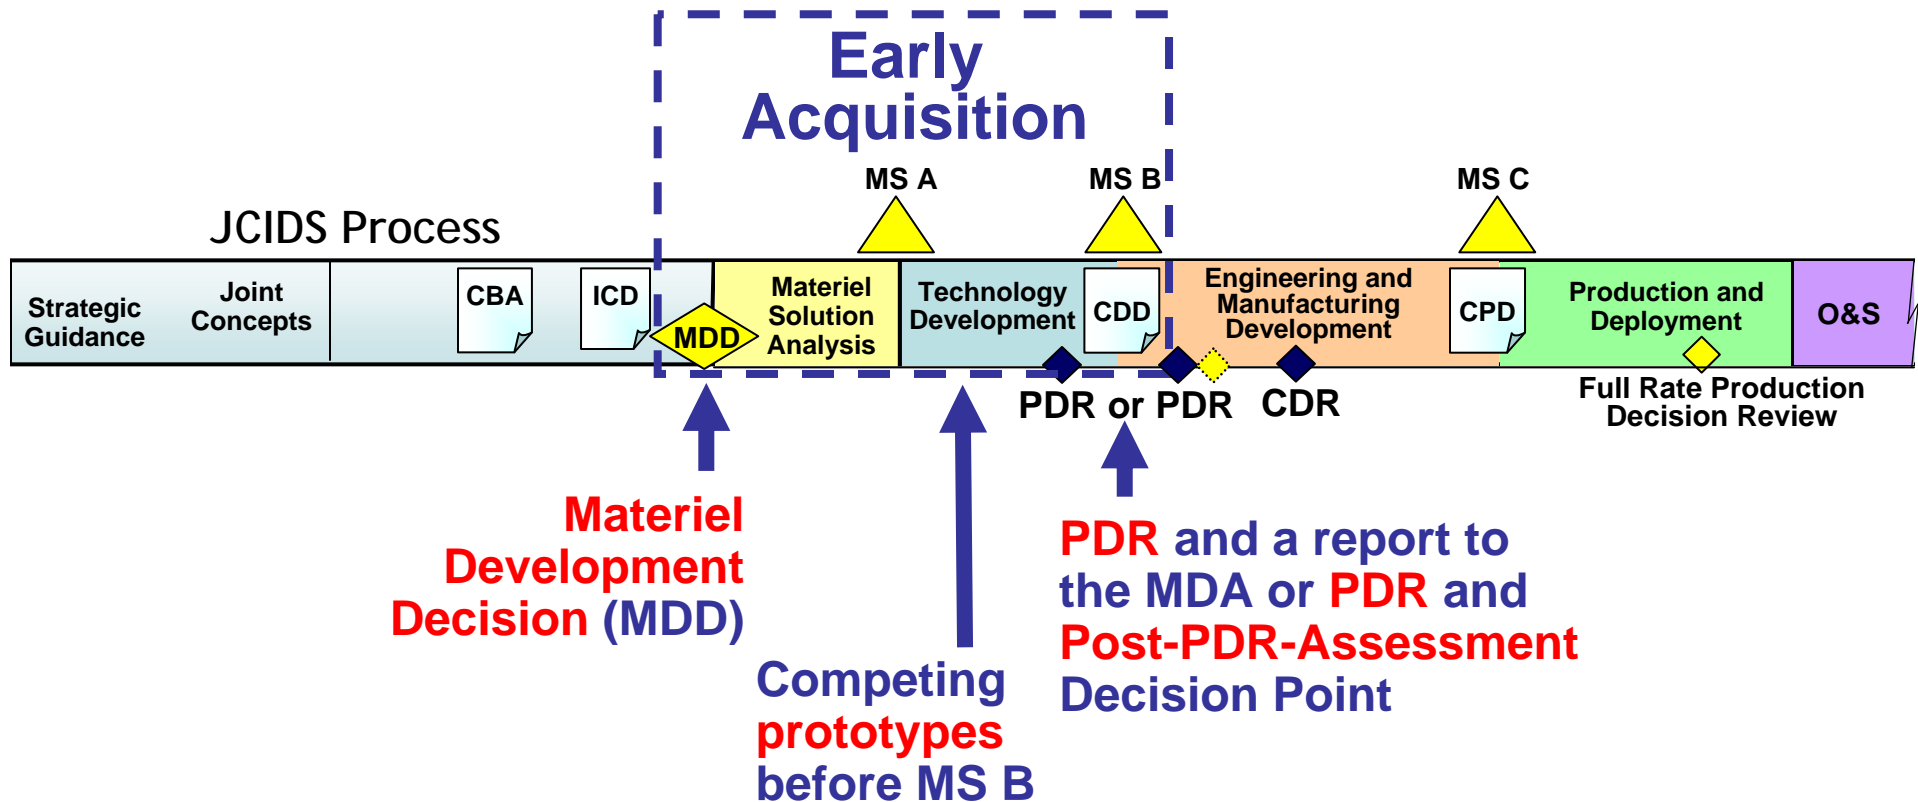 Early
Acquisition
MS A
MS B
MS C
JCIDS Process
Strategic
Guidance
Joint
Concepts
CBA
ICD
MDD
Materiel
Solution
Analysis
Technology
Development
CDD
Engineering and
Manufacturing
Development
CPD
Production and
Deployment
O&S
PDR or PDR
CDR
Full Rate Production
Decision Review
Materiel
Development
Decision (MDD)
Competing
prototypes
before MS B
PDR and a report to
the MDA or PDR and
Post-PDR-Assessment
Decision Point